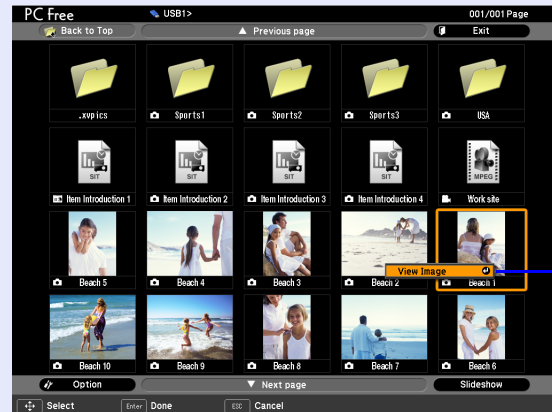 PC Free USB1> 001/001 Page
Back to Top Previous page Exit
.xvpics Sports1 Sports2 Sports3 USA
SIT SIT SIT SIT MPEG
Item Introduction 1 Item Introduction 2 Item Introduction 3 Item Introduction 4 Work site
View Image
Beach 5 Beach 4 Beach 3 Beach 2 Beach 1
Beach 10 Beach 9 Beach 8 Beach 7 Beach 6
Option Next page Slideshow
Select Enter Done ESC Cancel